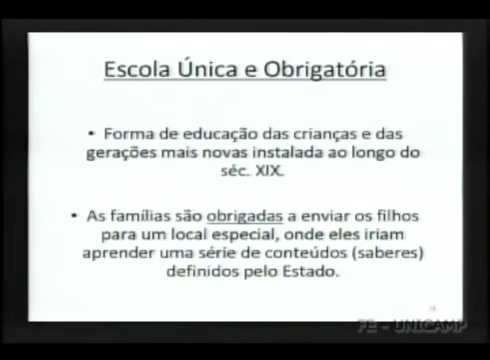 Escola Única e Obrigatória
• Forma de educação das crianças e das
gerações mais novas instalada ao longo do
séc. XIX.
• As famílias são obrigadas a enviar os filhos
para um local especial, onde eles iriam
aprender uma série de conteúdos (saberes)
definidos pelo Estado.
FE - UNICAMP